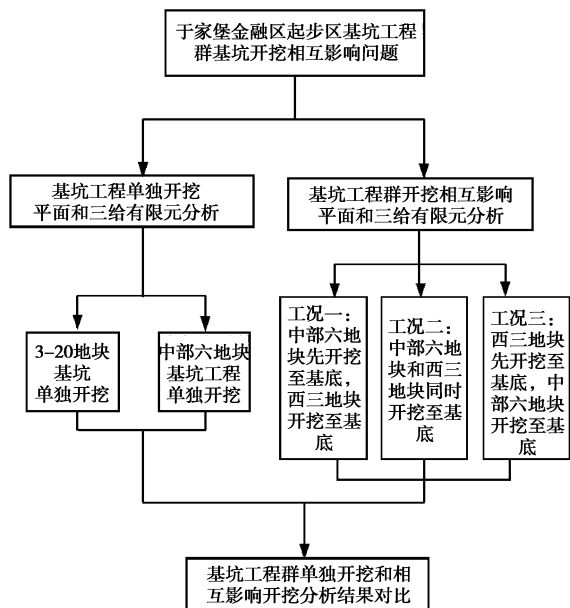 于家堡金融区起步区基坑工程
群基坑开挖相互影响问题
基坑工程单独开挖
平面和三给有限元分析
基坑工程群开挖相互影响
平面和三给有限元分析
3-20地块
基坑
单独开挖
中部六地块
基坑工程
单独开挖
工况一：
中部六地
块先开挖
至基底，
西三地块
开挖至基
底
工况二：
中部六地
块和西三
地块同时
开挖至基
底
工况三：
西三地块
先开挖至
基底，中
部六地块
开挖至基
底
基坑工程群单独开挖和相
互影响开挖分析结果对比